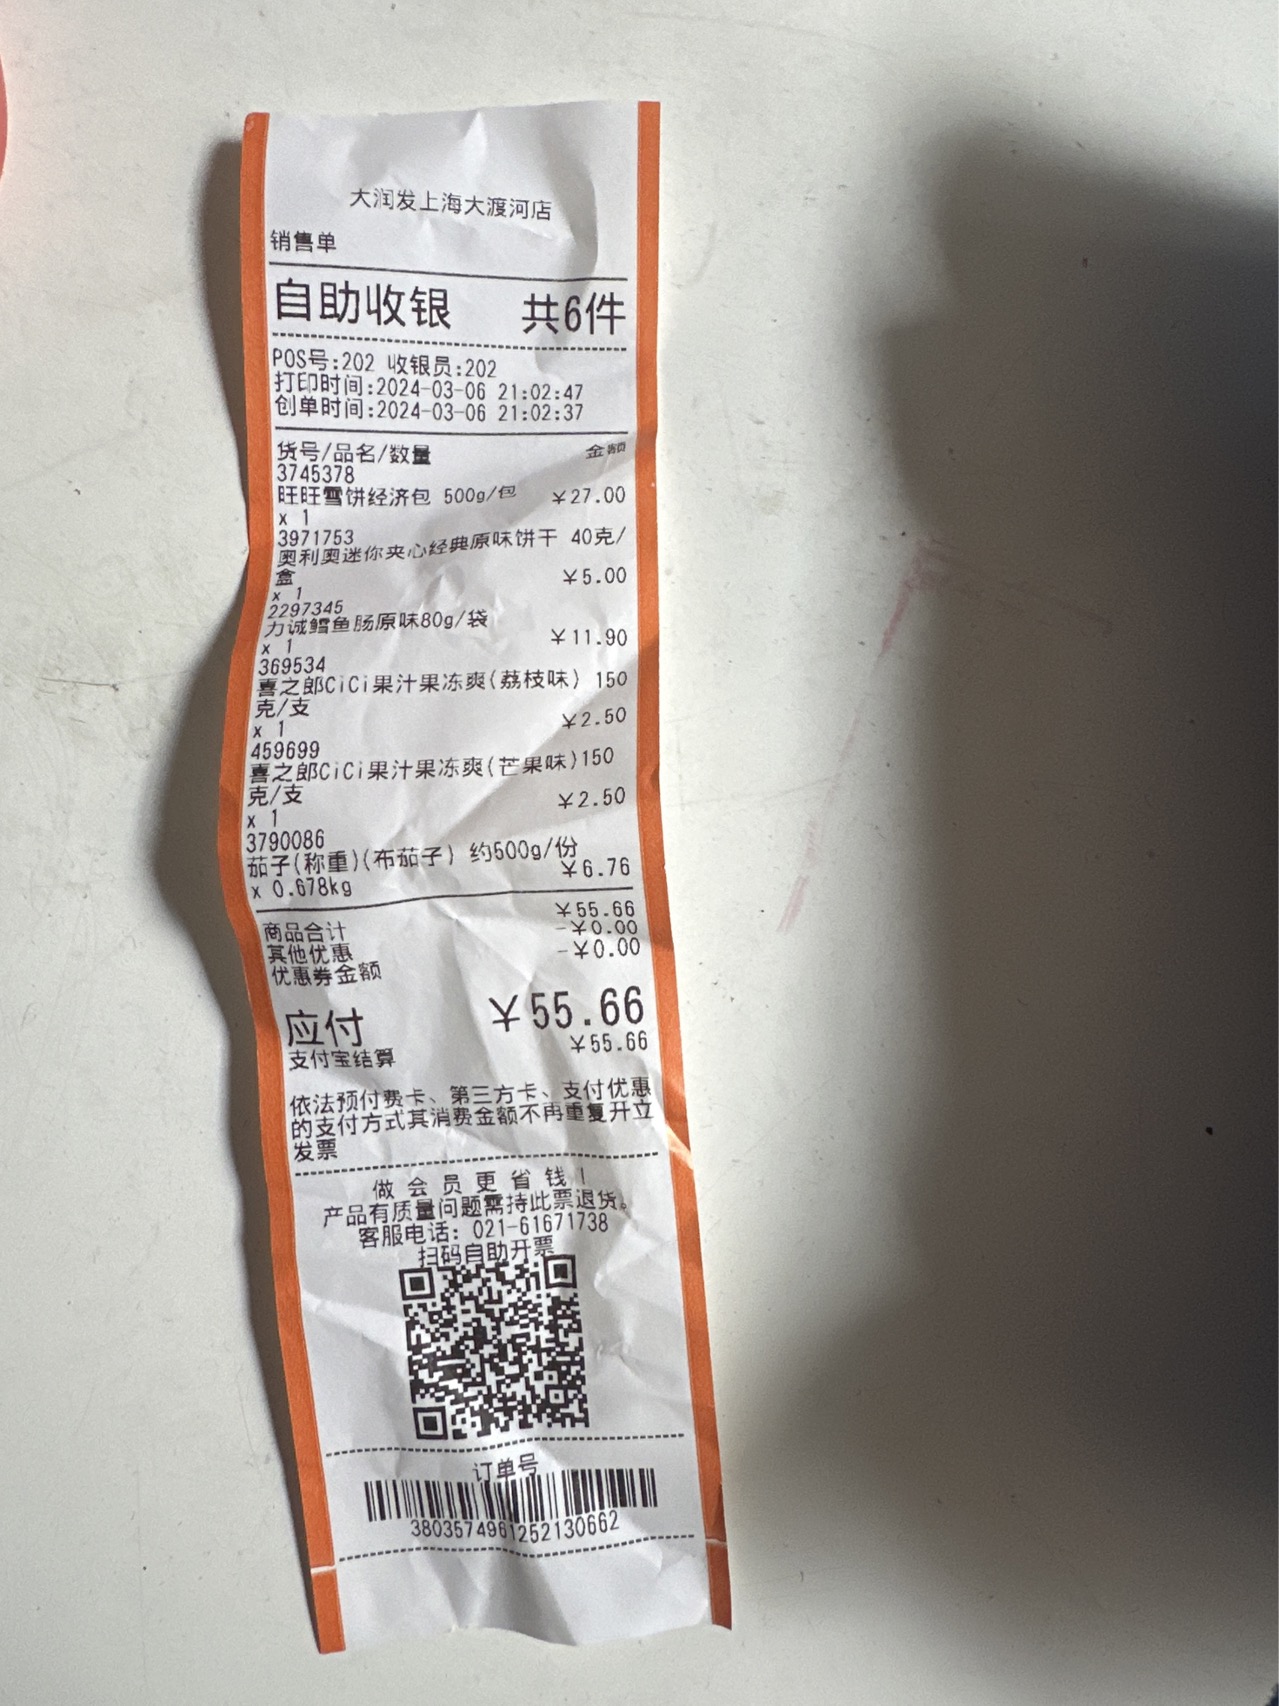 大润发上海大渡河店
销售单
自助收银 共6件
POS号:202 收银员:202
打印时间:2024-03-06 21:02:47
创单时间:2024-03-06 21:02:37
货号/品名/数量 金额
3745378
旺旺雪饼经济包 500g/包 ￥27.00
x 1
3971753
奥利奥迷你夹心经典原味饼干 40克/
盒 ￥5.00
x 1
2297345
力诚鳕鱼肠原味80g/袋
x 1 ￥11.90
369534
喜之郎CiCi果汁果冻爽(荔枝味) 150
克/支 ￥2.50
x 1
459699
喜之郎CiCi果汁果冻爽(芒果味)150
克/支 ￥2.50
x 1
3790086
茄子(称重)(布茄子) 约500g/份
x 0.678kg ￥6.76
商品合计 ￥55.66
其他优惠 -￥0.00
优惠券金额 -￥0.00
应付 ￥55.66
支付宝结算 ￥55.66
依法预付费卡、第三方卡、支付优惠
的支付方式其消费金额不再重复开立
发票
做会员更省钱!
产品有质量问题需持此票退货。
客服电话: 021-61671738
扫码自助开票
订单号
3803574961252130662